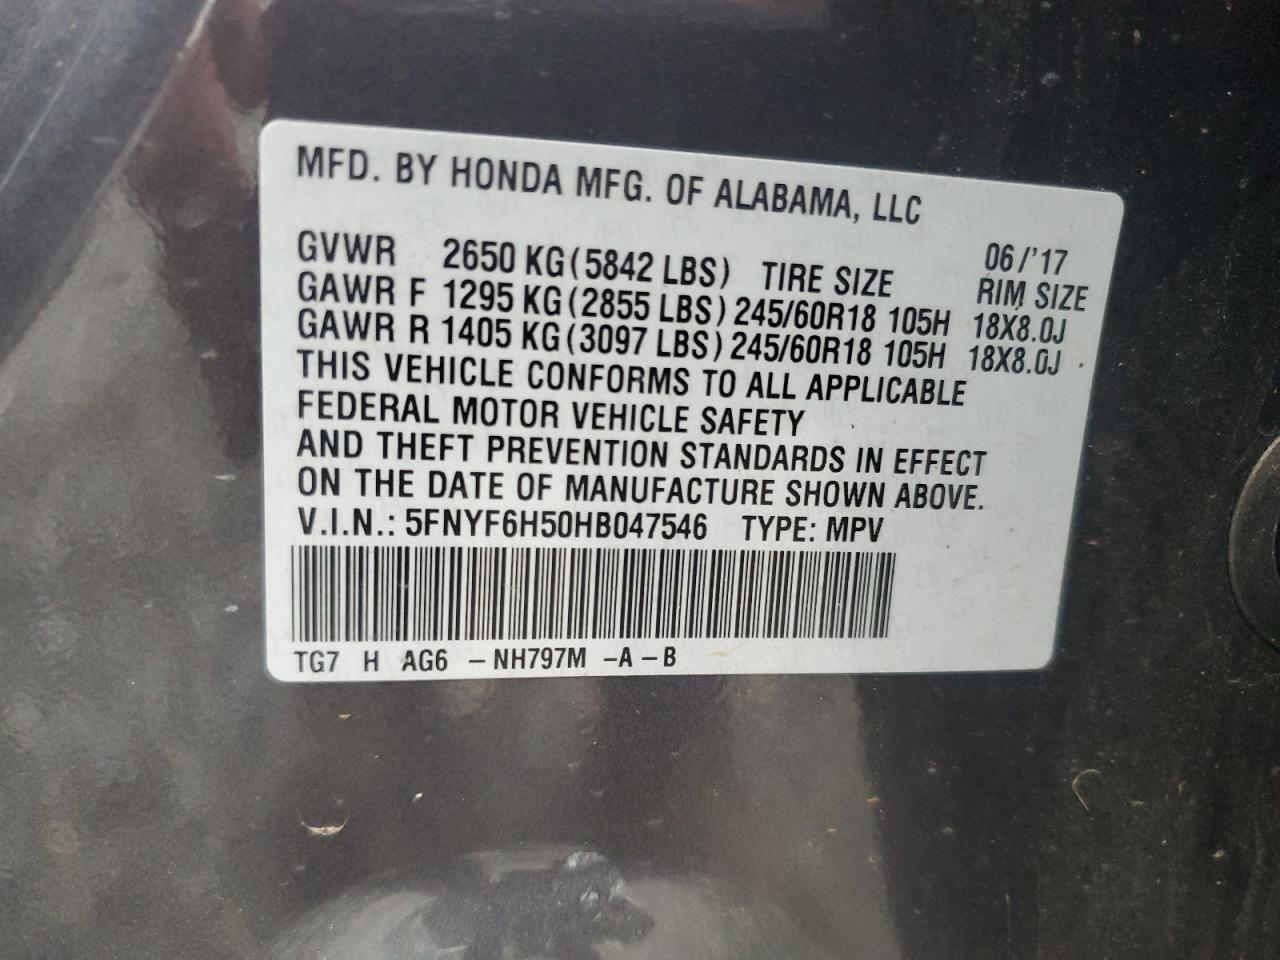 MFD. BY HONDA MFG. OF ALABAMA, LLC
06/'17
GVWR 2650 KG(5842 LBS) TIRE SIZE RIM SIZE
GAWR F 1295 KG(2855 LBS) 245/60R18 105H 18X8.0J
GAWR R 1405 KG(3097 LBS) 245/60R18 105H 18X8.0J
THIS VEHICLE CONFORMS TO ALL APPLICABLE
FEDERAL MOTOR VEHICLE SAFETY
AND THEFT PREVENTION STANDARDS IN EFFECT
ON THE DATE OF MANUFACTURE SHOWN ABOVE.
V.I.N.: 5FNYF6H50HB047546 TYPE: MPV
TG7 H AG6 -NH797M -A-B